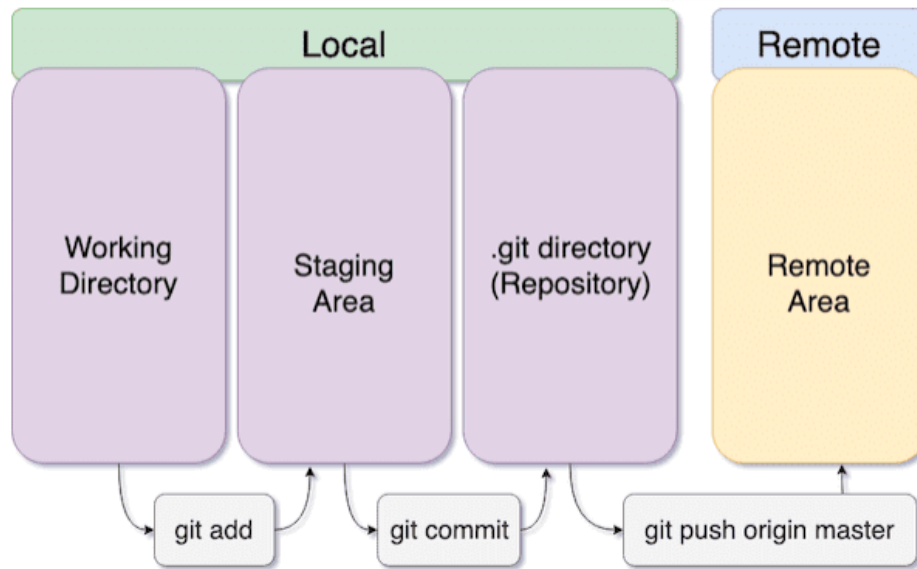 Local
Remote
Working
Directory
Staging
Area
.git directory
(Repository)
Remote
Area
git add
git commit
git push origin master